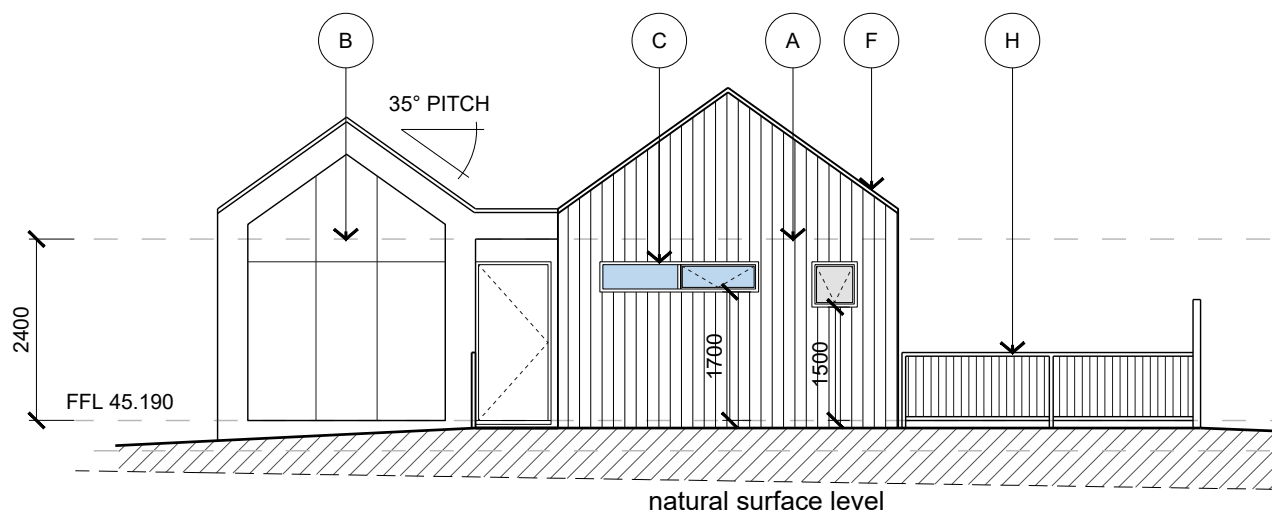 B
C
A
F
H
35° PITCH
2400
1700
1500
FFL 45.190
natural surface level